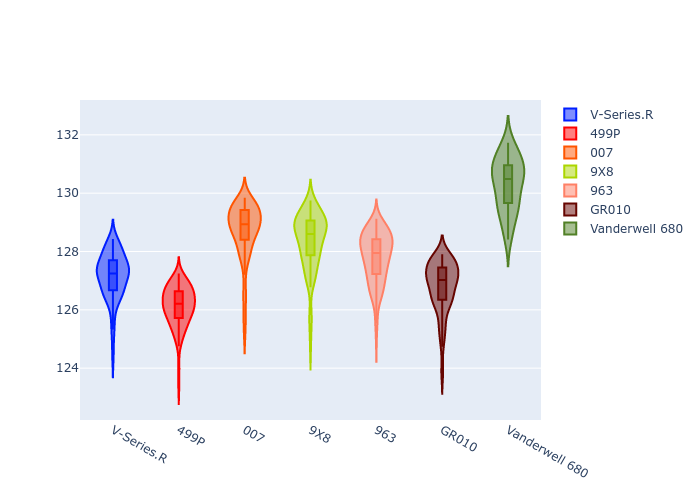 132
130
128
126
124
V-Series.R
499P
007
9X8
963
GR010
Vanderwell 680
V-Series.R
499P
007
9X8
963
GR010
Vanderwell 680